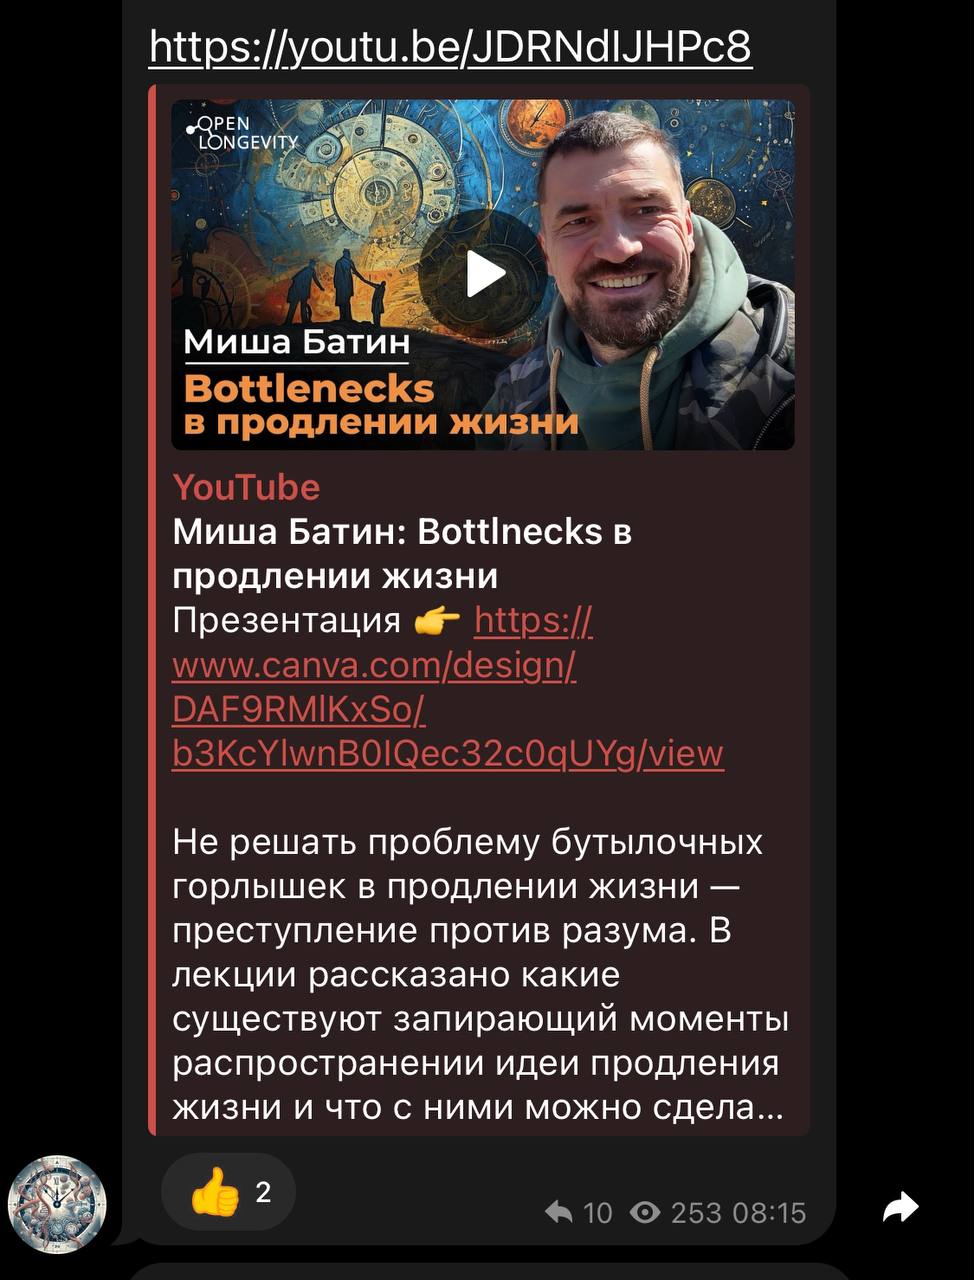 https://youtu.be/JDRNdlJHPc8
OPEN
LONGEVITY
Миша Батин
Bottlenecks
в продлении жизни
YouTube
Миша Батин: Bottlnecks в
продлении жизни
Презентация 👉 https://
www.canva.com/design/
DAF9RMlKxSo/
b3KcYlwnB0IQec32c0qUYg/view
Не решать проблему бутылочных
горлышек в продлении жизни —
преступление против разума. В
лекции рассказано какие
существуют запирающий моменты
распространении идеи продления
жизни и что с ними можно сдела...
👍 2
10 253 08:15